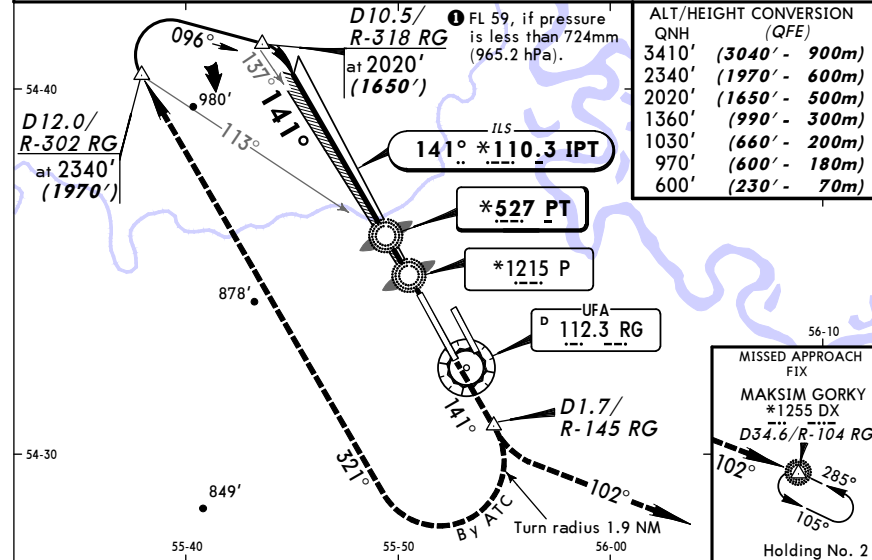 D10.5/
R-318 RG
at 2020'
(1650')
❶ FL 59, if pressure
is less than 724mm
(965.2 hPa).
ALT/HEIGHT CONVERSION
QNH (QFE)
3410' (3040' - 900m)
2340' (1970' - 600m)
2020' (1650' - 500m)
1360' (990' - 300m)
1030' (660' - 200m)
970' (600' - 180m)
600' (230' - 70m)
096°
137°
141°
54-40
980'
D12.0/
R-302 RG
at 2340'
(1970')
113°
ILS
141° *110.3 IPT
*527 PT
*1215 P
878'
UFA
D 112.3 RG
56-10
MISSED APPROACH
FIX
MAKSIM GORKY
*1255 DX
D34.6/R-104 RG
102°
285°
105°
Holding No. 2
141°
D1.7/
R-145 RG
54-30
321°
102°
849'
By ATC
Turn radius 1.9 NM
55-40
55-50
56-00